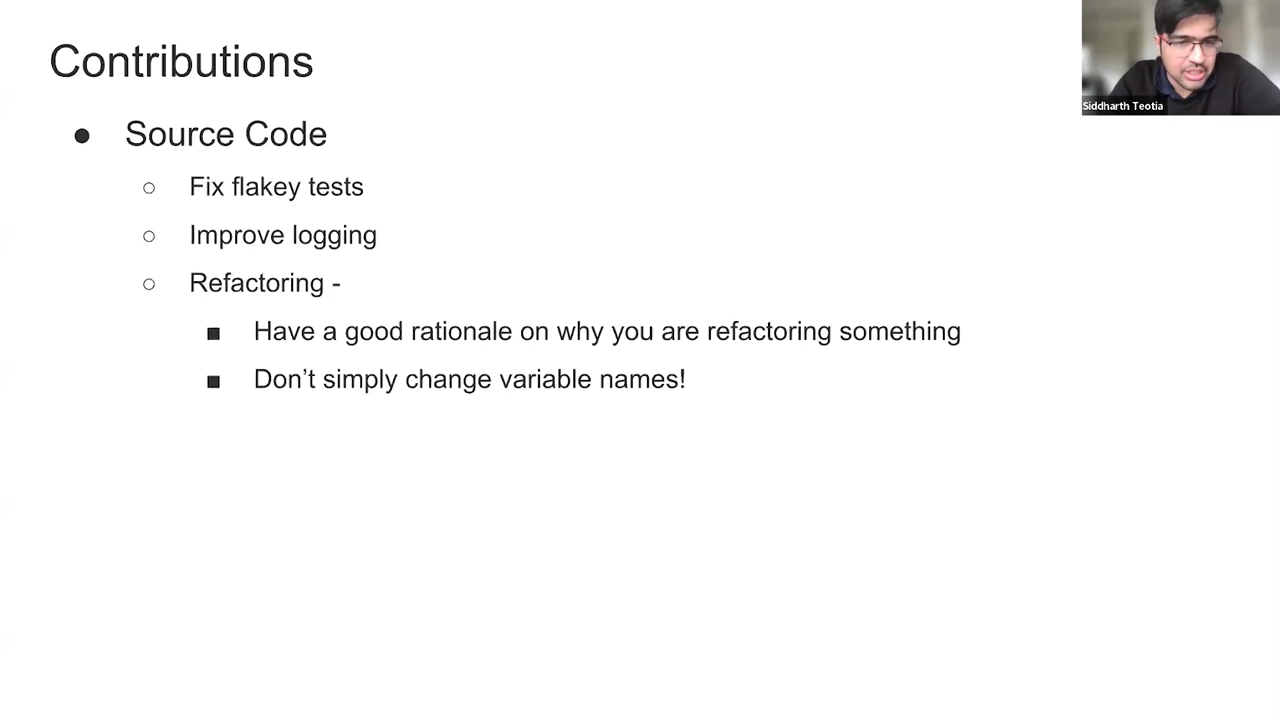 Contributions
Siddharth Teotia
● Source Code
○ Fix flakey tests
○ Improve logging
○ Refactoring -
■ Have a good rationale on why you are refactoring something
■ Don’t simply change variable names!